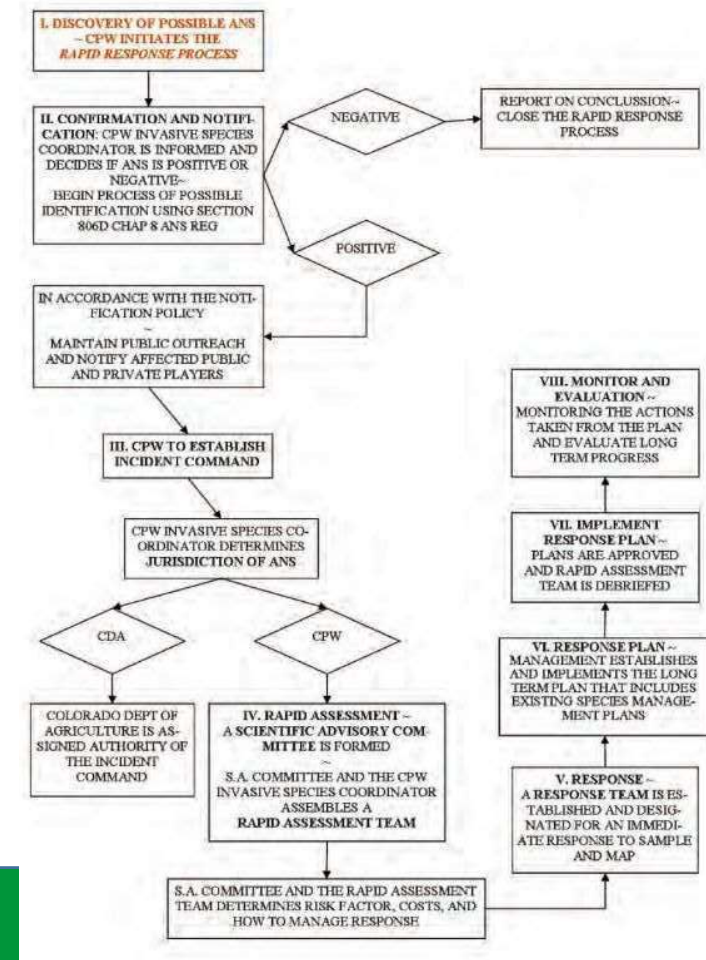 I. DISCOVERY OF POSSIBLE ANS
~ CPW INITIATES THE
RAPID RESPONSE PROCESS
II. CONFIRMATION AND NOTIFI-
CATION: CPW INVASIVE SPECIES
COORDINATOR IS INFORMED AND
DECIDES IF ANS IS POSITIVE OR
NEGATIVE~
BEGIN PROCESS OF POSSIBLE
IDENTIFICATION USING SECTION
806D CHAP 8 ANS REG
NEGATIVE
REPORT ON CONCLUSSION~
CLOSE THE RAPID RESPONSE
PROCESS
POSITIVE
IN ACCORDANCE WITH THE NOTI-
FICATION POLICY
~
MAINTAIN PUBLIC OUTREACH
AND NOTIFY AFFECTED PUBLIC
AND PRIVATE PLAYERS
III. CPW TO ESTABLISH
INCIDENT COMMAND
CPW INVASIVE SPECIES CO-
ORDINATOR DETERMINES
JURISDICTION OF ANS
CDA
CPW
COLORADO DEPT OF
AGRICULTURE IS AS-
SIGNED AUTHORITY OF
THE INCIDENT
COMMAND
IV. RAPID ASSESSMENT ~
A SCIENTIFIC ADVISORY COM-
MITTEE IS FORMED
~
S.A. COMMITTEE AND THE CPW
INVASIVE SPECIES COORDINATOR
ASSEMBLES A
RAPID ASSESSMENT TEAM
S.A. COMMITTEE AND THE RAPID ASSESSMENT
TEAM DETERMINES RISK FACTOR, COSTS, AND
HOW TO MANAGE RESPONSE
V. RESPONSE ~
A RESPONSE TEAM IS ES-
TABLISHED AND DESIG-
NATED FOR AN IMMEDI-
ATE RESPONSE TO SAMPLE
AND MAP
VI. RESPONSE PLAN ~
MANAGEMENT ESTABLISHES
AND IMPLEMENTS THE LONG
TERM PLAN THAT INCLUDES
EXISTING SPECIES MANAGE-
MENT PLANS
VII. IMPLEMENT
RESPONSE PLAN ~
PLANS ARE APPROVED
AND RAPID ASSESSMENT
TEAM IS DEBRIEFED
VIII. MONITOR AND
EVALUATION ~
MONITORING THE ACTIONS
TAKEN FROM THE PLAN
AND EVALUATE LONG
TERM PROGRESS